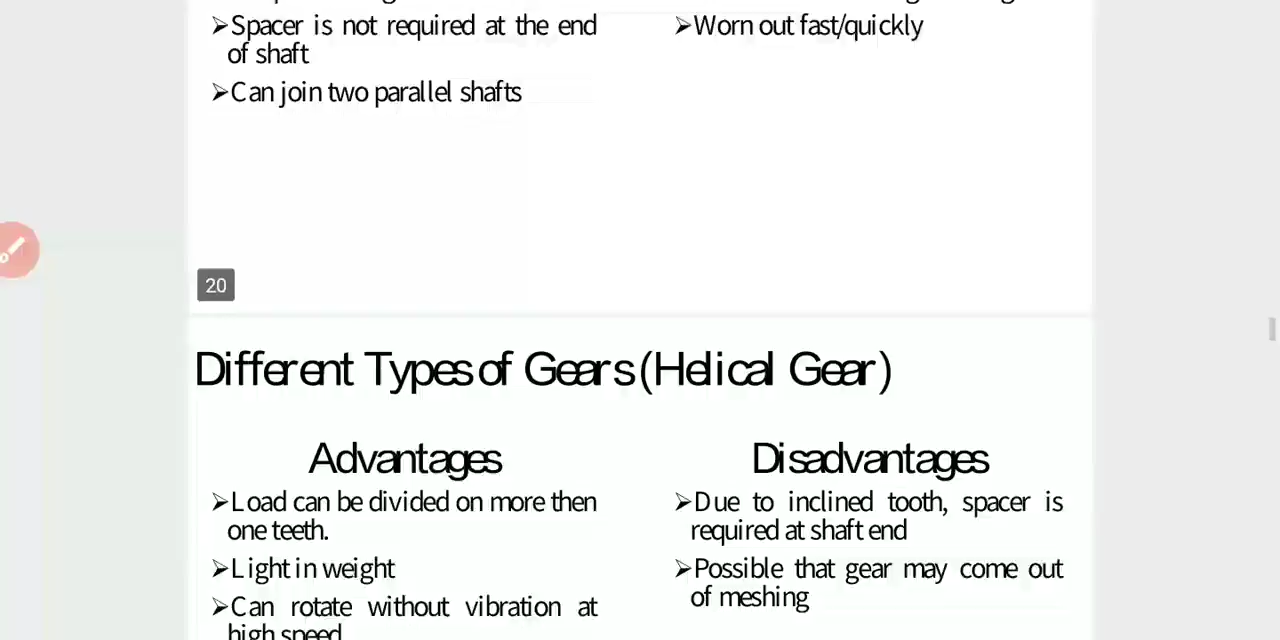 ➢Spacer is not required at the end
of shaft
➢Can join two parallel shafts
➢Worn out fast/quickly
20
Different Types of Gears (Helical Gear)
Advantages
➢Load can be divided on more then
one teeth.
➢Light in weight
➢Can rotate without vibration at
high speed
Disadvantages
➢Due to inclined tooth, spacer is
required at shaft end
➢Possible that gear may come out
of meshing